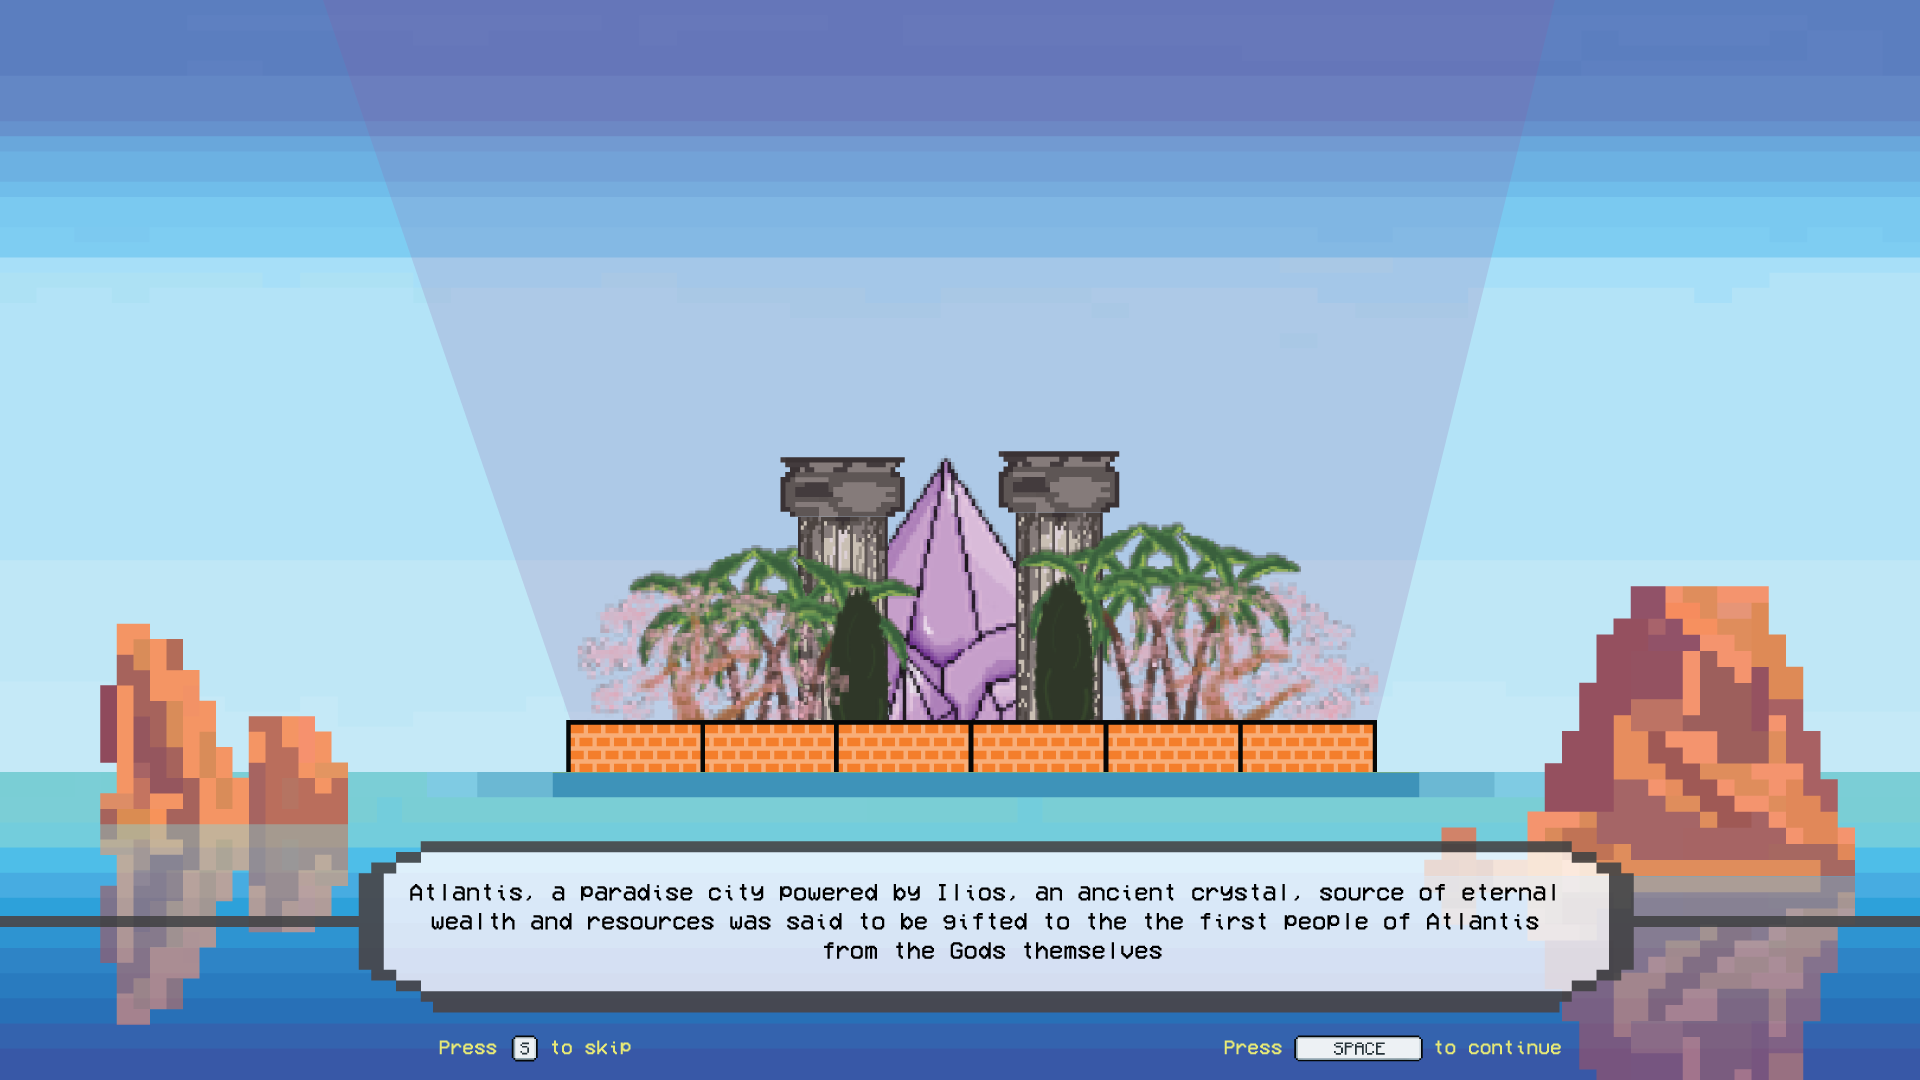 Atlantis, a paradise city powered by Ilios, an ancient crystal, source of eternal
wealth and resources was said to be gifted to the the first people of Atlantis
from the Gods themselves
Press S to skip
Press SPACE to continue